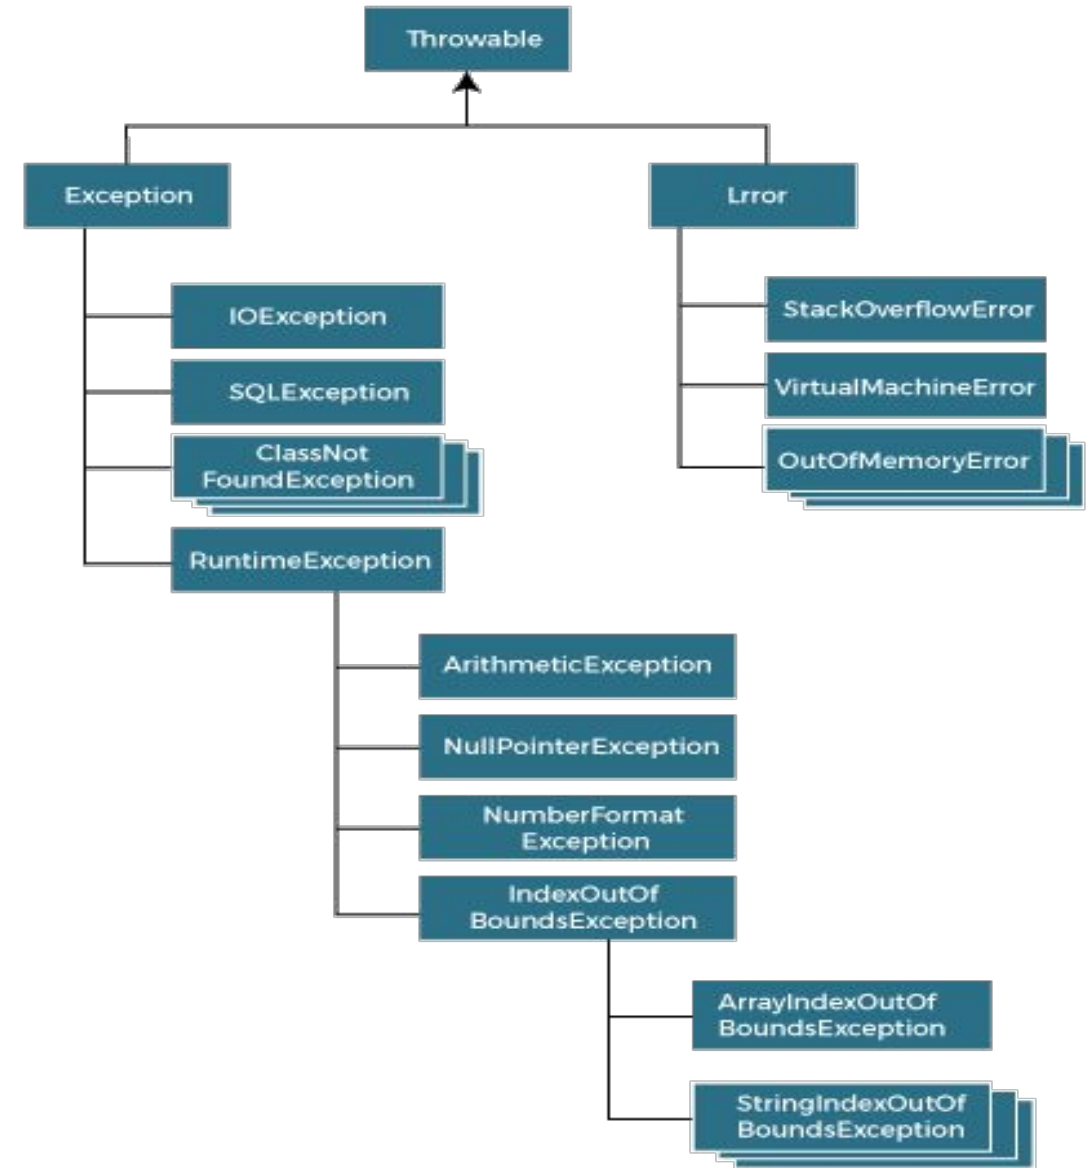 Throwable
Exception
Lrror
IOException
StackOverflowError
SQLException
VirtualMachineError
ClassNot
FoundException
OutOfMemoryError
RuntimeException
ArithmeticException
NullPointerException
NumberFormat
Exception
IndexOutOf
BoundsException
ArrayIndexOutOf
BoundsException
StringIndexOutOf
BoundsException